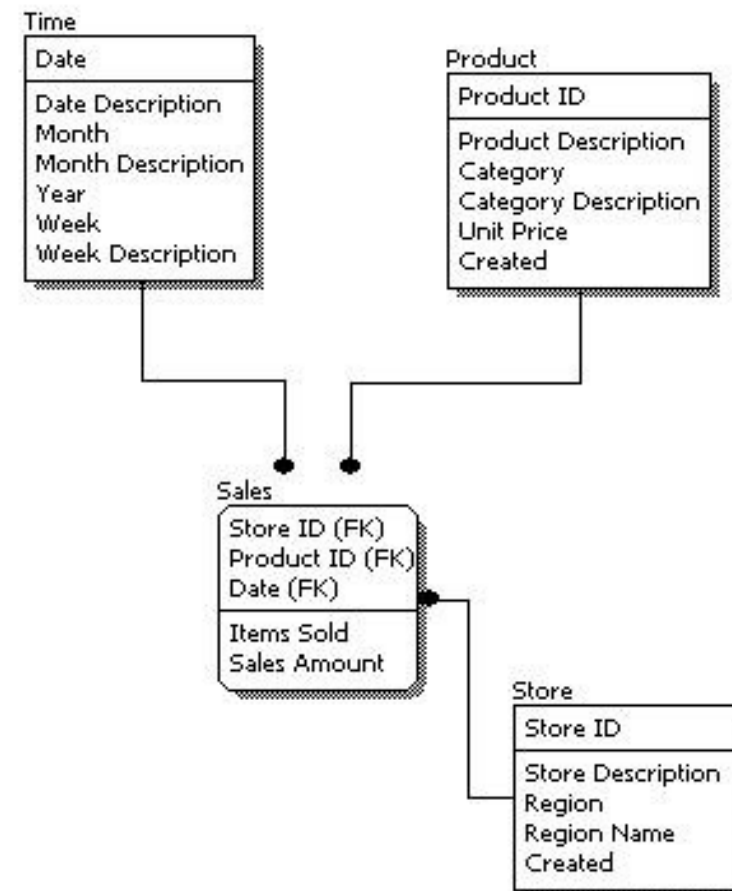 Time
Date
Date Description
Month
Month Description
Year
Week
Week Description
Product
Product ID
Product Description
Category
Category Description
Unit Price
Created
Sales
Store ID (FK)
Product ID (FK)
Date (FK)
Items Sold
Sales Amount
Store
Store ID
Store Description
Region
Region Name
Created